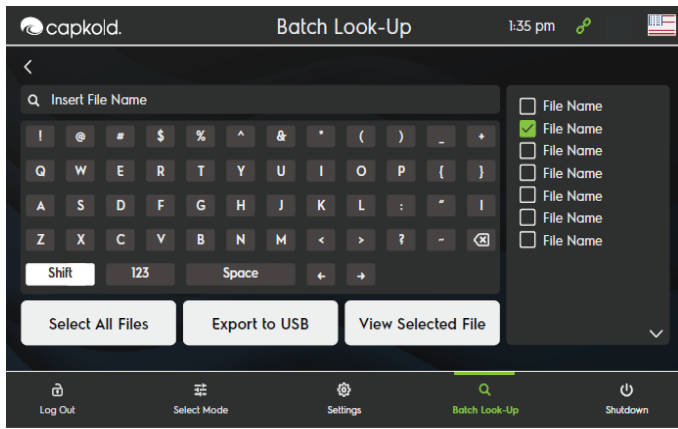 capkold.
Batch Look-Up
1:35 pm
Insert File Name
! @ # $ % ^ & * ( ) _ +
Q W E R T Y U I O P { }
A S D F G H J K L : " |
Z X C V B N M < > ? ~
Shift 123 Space ← →
Select All Files
Export to USB
View Selected File
File Name
File Name
File Name
File Name
File Name
File Name
File Name
Log Out
Select Mode
Settings
Batch Look-Up
Shutdown